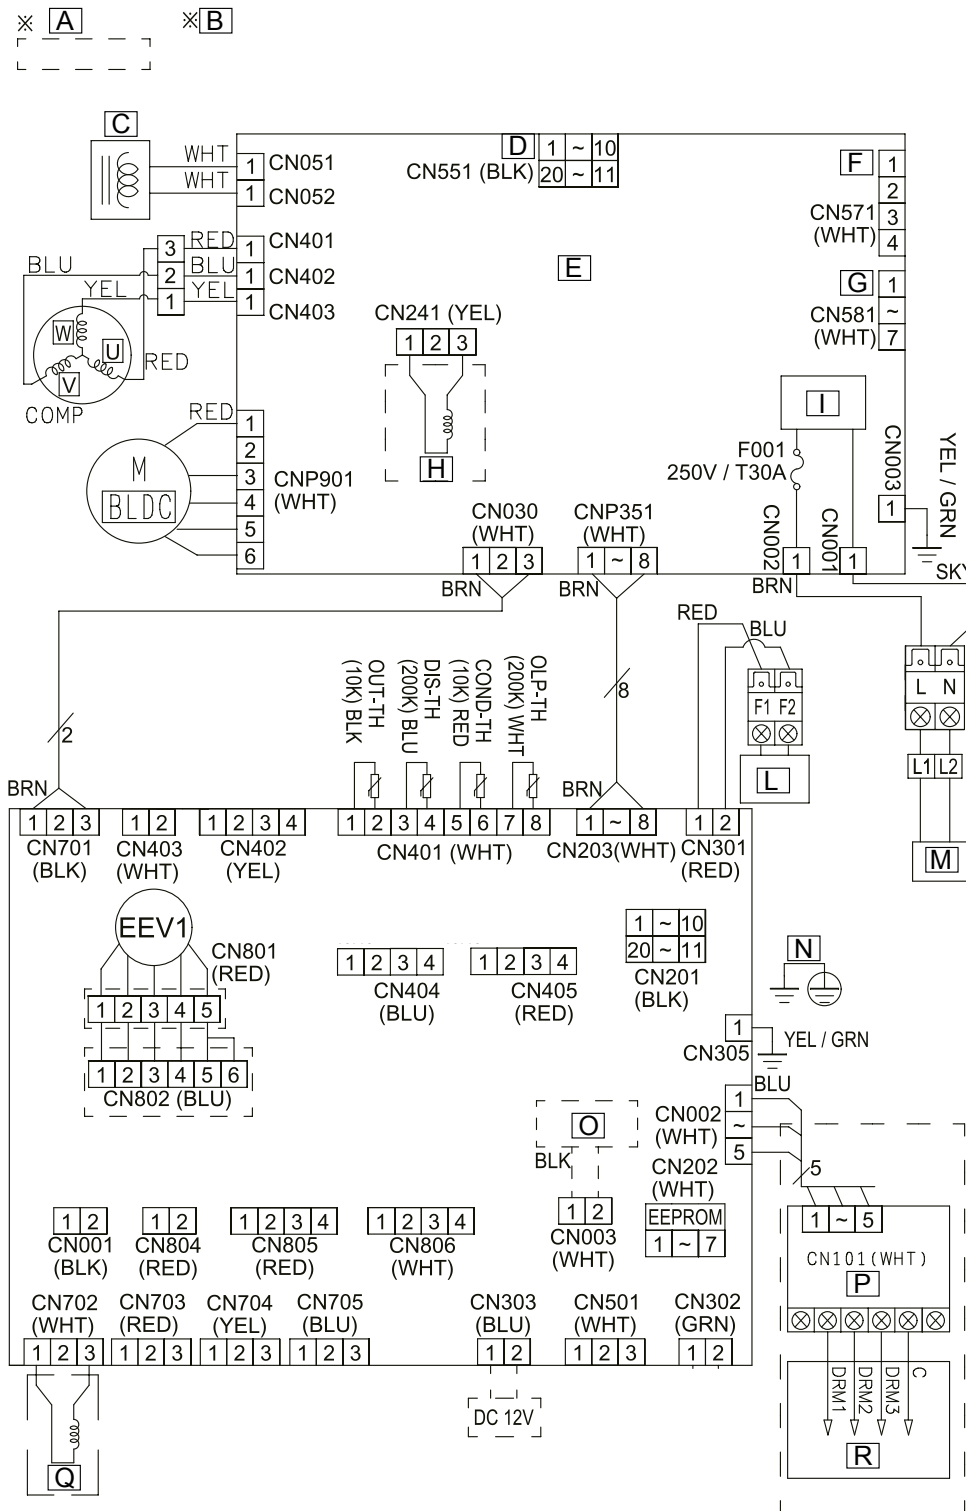 ※ A ※ B
C
WHT
1 CN051
WHT
1 CN052
D 1 ~ 10
CN551 (BLK) 20 ~ 11
F 1
2
CN571 3
(WHT) 4
3 RED 1 CN401
BLU 2 BLU 1 CN402
YEL 1 YEL 1 CN403
W
U
V
RED
COMP
E
G 1
CN581 ~
(WHT) 7
CN241 (YEL)
1 2 3
H
I
F001
250V / T30A
CN003
1
YEL / GRN
RED 1
2
M 3 CNP901
BLDC 4 (WHT)
5
6
CN030
(WHT)
1 2 3
BRN
CNP351
(WHT)
1 ~ 8
BRN
CN002
1
BRN
CN001
1
SKY
RED
BLU
OUT-TH
(10K) BLK
DIS-TH
(200K) BLU
COND-TH
(10K) RED
OLP-TH
(200K) WHT
8
2
F1 F2
L
L N
L1 L2
M
BRN
BRN
1 2 3
CN701
(BLK)
1 2
CN403
(WHT)
1 2 3 4
CN402
(YEL)
1 2 3 4 5 6 7 8
CN401 (WHT)
1 ~ 8
CN203(WHT)
1 2
CN301
(RED)
EEV1
CN801
(RED)
1 2 3 4 5
1 2 3 4 5 6
CN802 (BLU)
1 2 3 4
CN404
(BLU)
1 2 3 4
CN405
(RED)
1 ~ 10
20 ~ 11
CN201
(BLK)
N
1
CN305
YEL / GRN
BLU
CN002 1
(WHT) ~
5
5
O
BLK
1 2
CN003
(WHT)
CN202
(WHT)
EEPROM
1 ~ 7
1 2
CN001
(BLK)
1 2
CN804
(RED)
1 2 3 4
CN805
(RED)
1 2 3 4
CN806
(WHT)
1 ~ 5
CN101(WHT)
P
CN702
(WHT)
1 2 3
CN703
(RED)
1 2 3
CN704
(YEL)
1 2 3
CN705
(BLU)
1 2 3
CN303
(BLU)
1 2
CN501
(WHT)
1 2 3
CN302
(GRN)
1 2
DC 12V
Q
DRM1
DRM2
DRM3
C
R